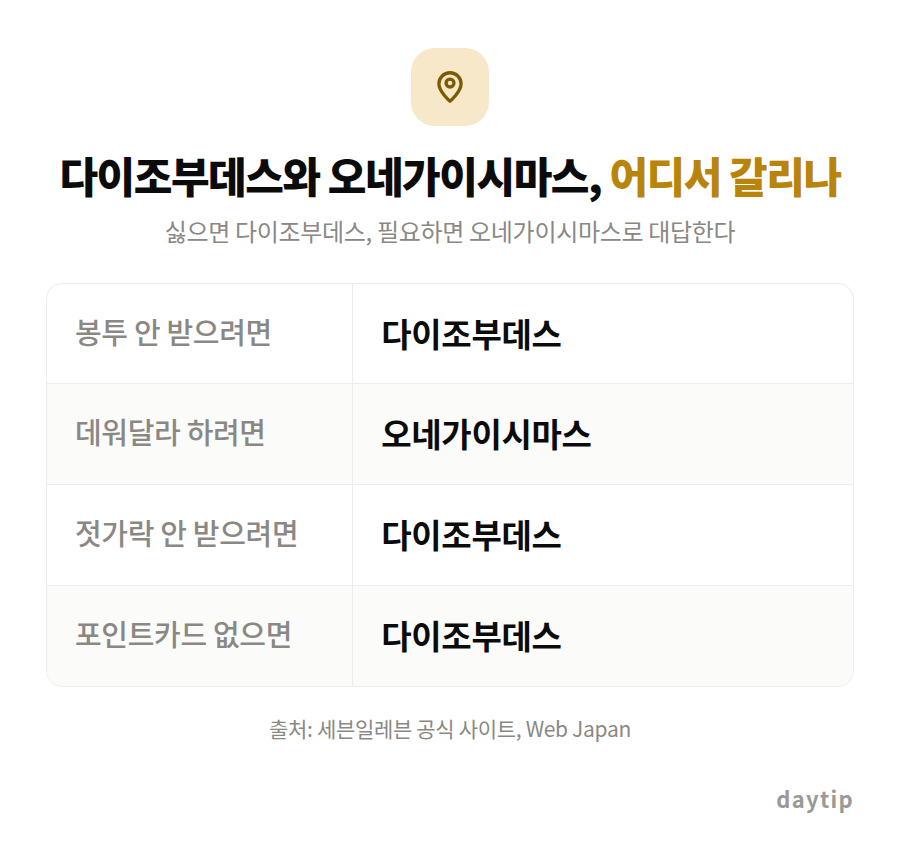 다이조부데스와 오네가이시마스, 어디서 갈리나
싫으면 다이조부데스, 필요하면 오네가이시마스로 대답한다
봉투 안 받으려면
다이조부데스
데워달라 하려면
오네가이시마스
젓가락 안 받으려면
다이조부데스
포인트카드 없으면
다이조부데스
출처: 세븐일레븐 공식 사이트, Web Japan
daytip